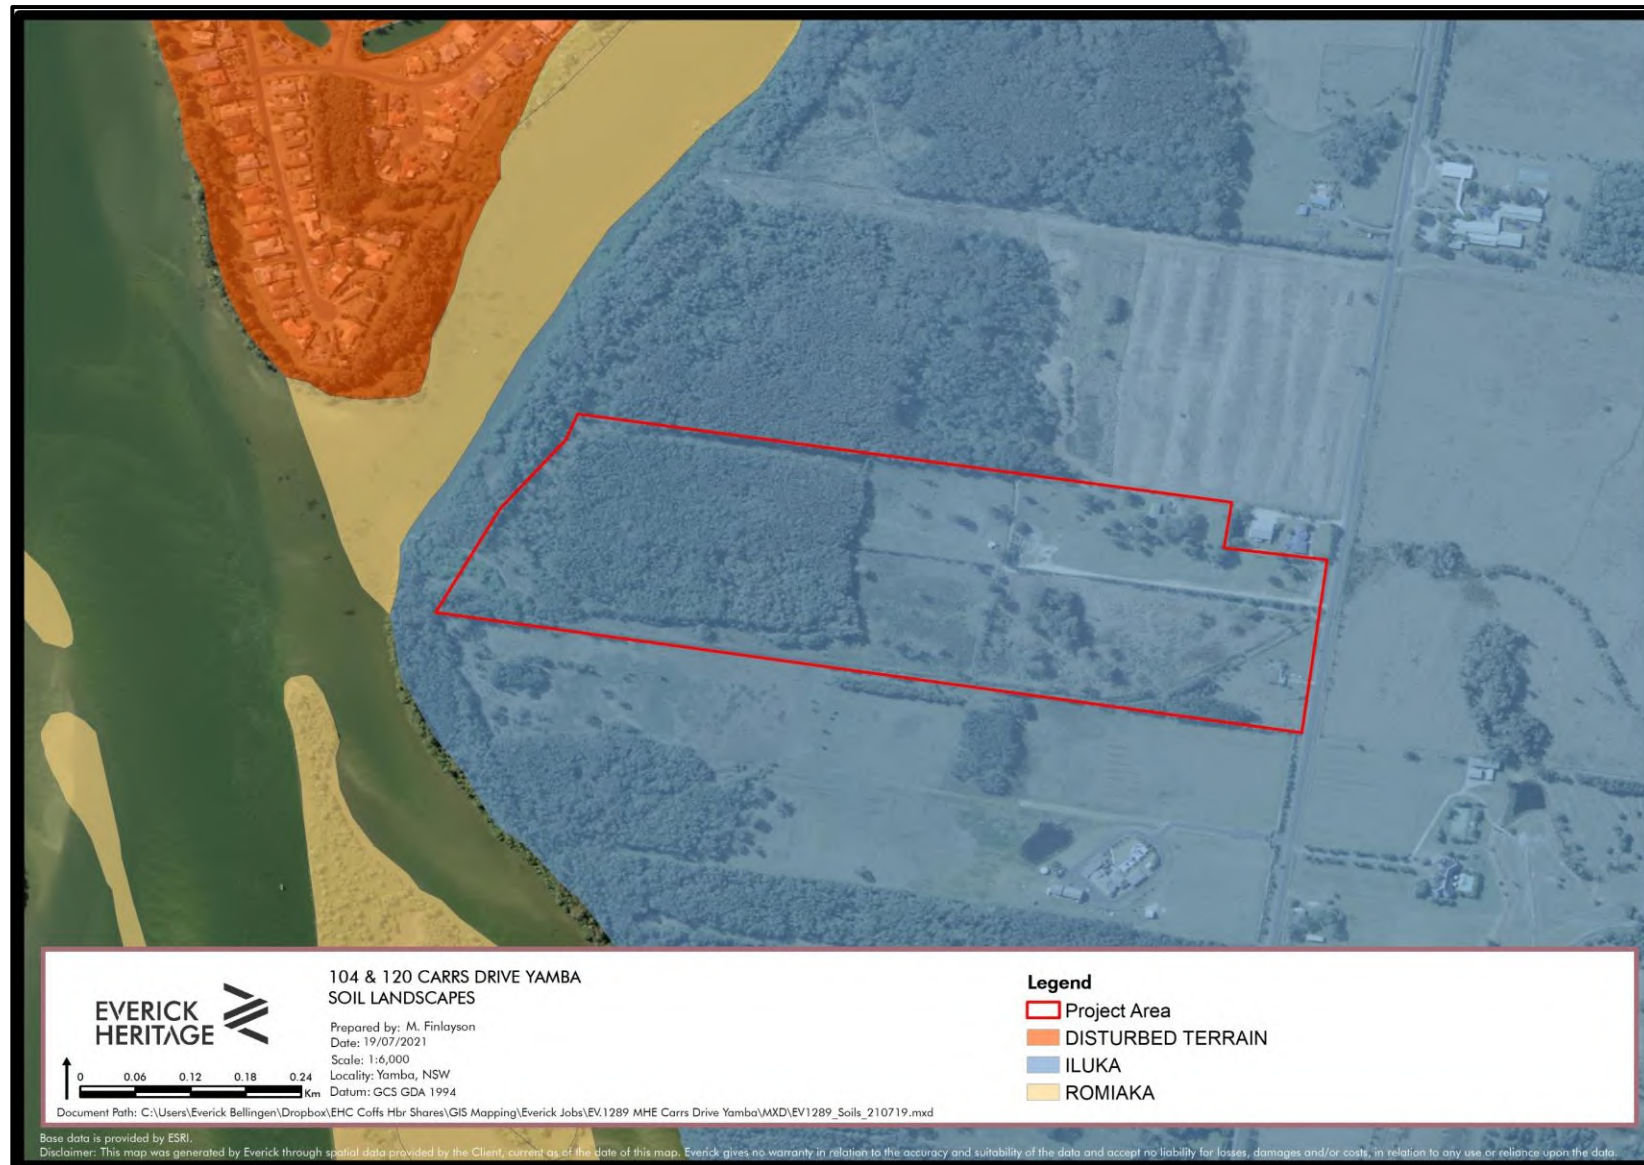 EVERICK
HERITAGE
104 & 120 CARRS DRIVE YAMBA
SOIL LANDSCAPES
Prepared by: M. Finlayson
Date: 19/07/2021
Scale: 1:6,000
Locality: Yamba, NSW
Datum: GCS GDA 1994
0 0.06 0.12 0.18 0.24
Km
Document Path: C:\Users\Everick Bellingen\Dropbox\EHC Coffs Hbr Shares\GIS Mapping\Everick Jobs\EV.1289 MHE Carrs Drive Yamba\MXD\EV1289_Soils_210719.mxd
Legend
Project Area
DISTURBED TERRAIN
ILUKA
ROMIAKA
Base data is provided by ESRI.
Disclaimer: This map was generated by Everick through spatial data provided by the Client, current as of the date of this map. Everick gives no warranty in relation to the accuracy and suitability of the data and accept no liability for losses, damages and/or costs, in relation to any use or reliance upon the data.